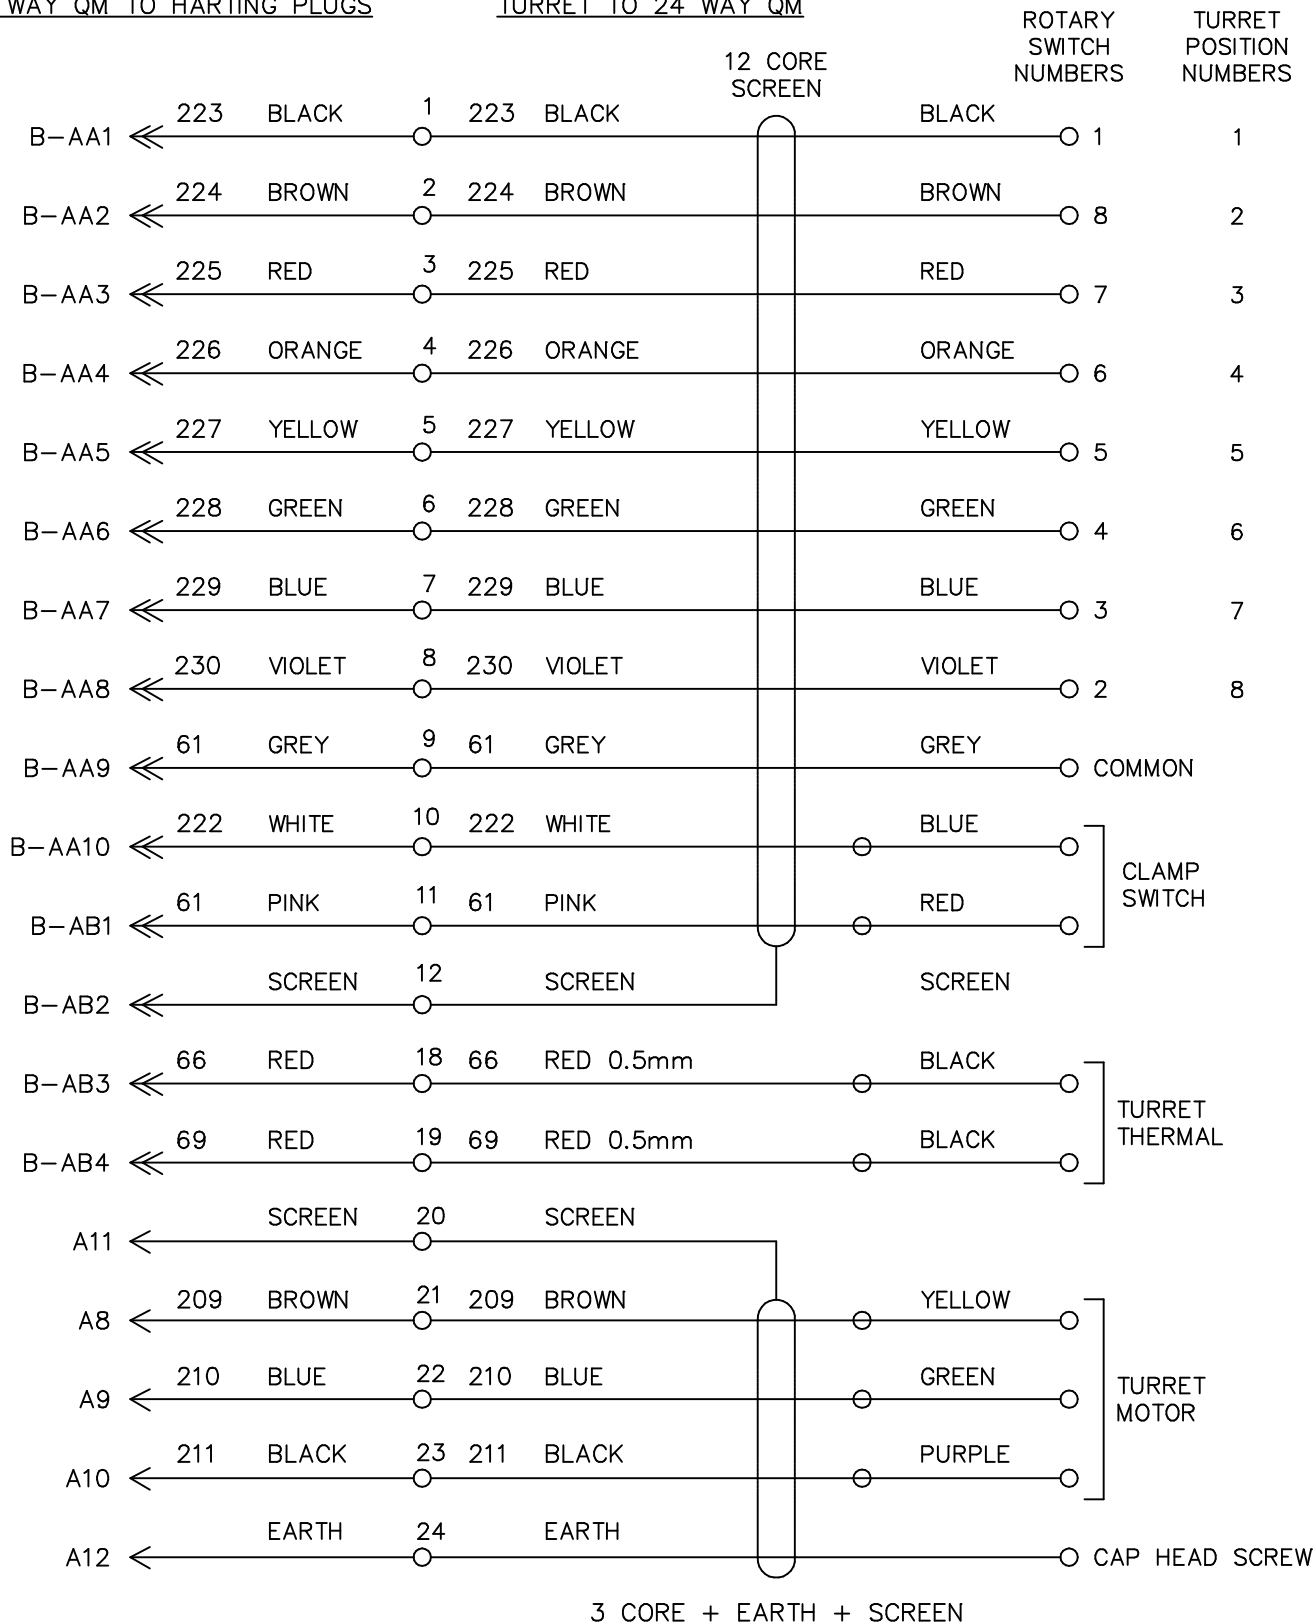 WAY QM TO HARTING PLUGS TURRET TO 24 WAY QM
ROTARY SWITCH NUMBERS
TURRET POSITION NUMBERS
12 CORE
SCREEN
B-AA1 223 BLACK 1 223 BLACK BLACK 1 1
B-AA2 224 BROWN 2 224 BROWN BROWN 8 2
B-AA3 225 RED 3 225 RED RED 7 3
B-AA4 226 ORANGE 4 226 ORANGE ORANGE 6 4
B-AA5 227 YELLOW 5 227 YELLOW YELLOW 5 5
B-AA6 228 GREEN 6 228 GREEN GREEN 4 6
B-AA7 229 BLUE 7 229 BLUE BLUE 3 7
B-AA8 230 VIOLET 8 230 VIOLET VIOLET 2 8
B-AA9 61 GREY 9 61 GREY GREY COMMON
B-AA10 222 WHITE 10 222 WHITE BLUE
CLAMP
SWITCH
B-AB1 61 PINK 11 61 PINK RED
B-AB2 SCREEN 12 SCREEN SCREEN
B-AB3 66 RED 18 66 RED 0.5mm BLACK
TURRET
THERMAL
B-AB4 69 RED 19 69 RED 0.5mm BLACK
A11 SCREEN 20 SCREEN
A8 209 BROWN 21 209 BROWN YELLOW
A9 210 BLUE 22 210 BLUE GREEN
TURRET
MOTOR
A10 211 BLACK 23 211 BLACK PURPLE
A12 EARTH 24 EARTH CAP HEAD SCREW
3 CORE + EARTH + SCREEN